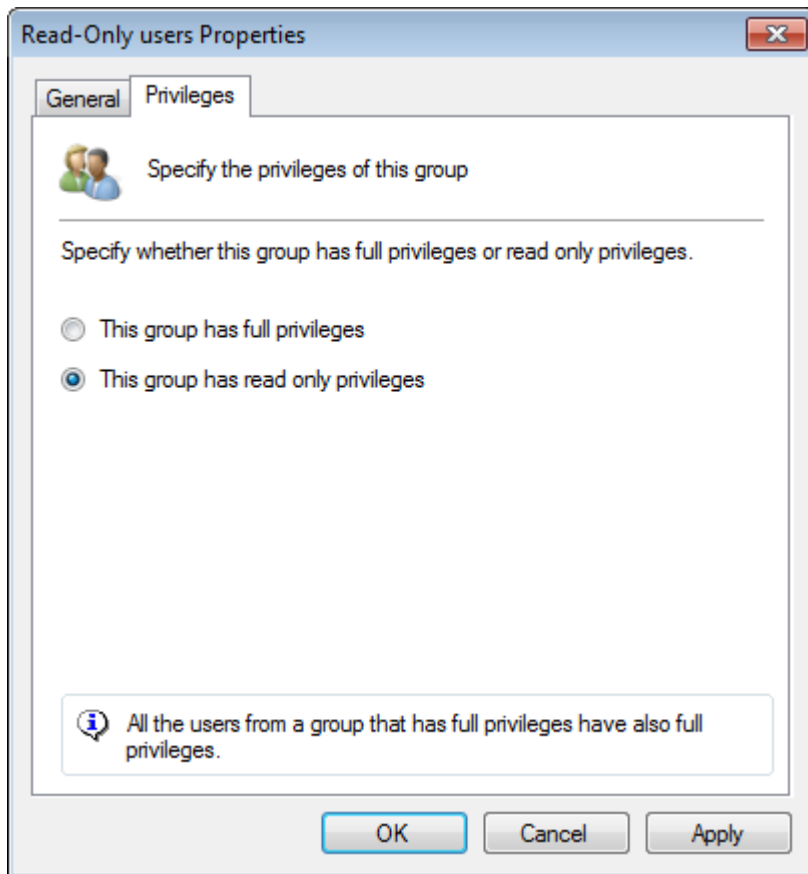 Read-Only users Properties
General
Privileges
Specify the privileges of this group
Specify whether this group has full privileges or read only privileges.
This group has full privileges
This group has read only privileges
All the users from a group that has full privileges have also full
privileges.
OK
Cancel
Apply